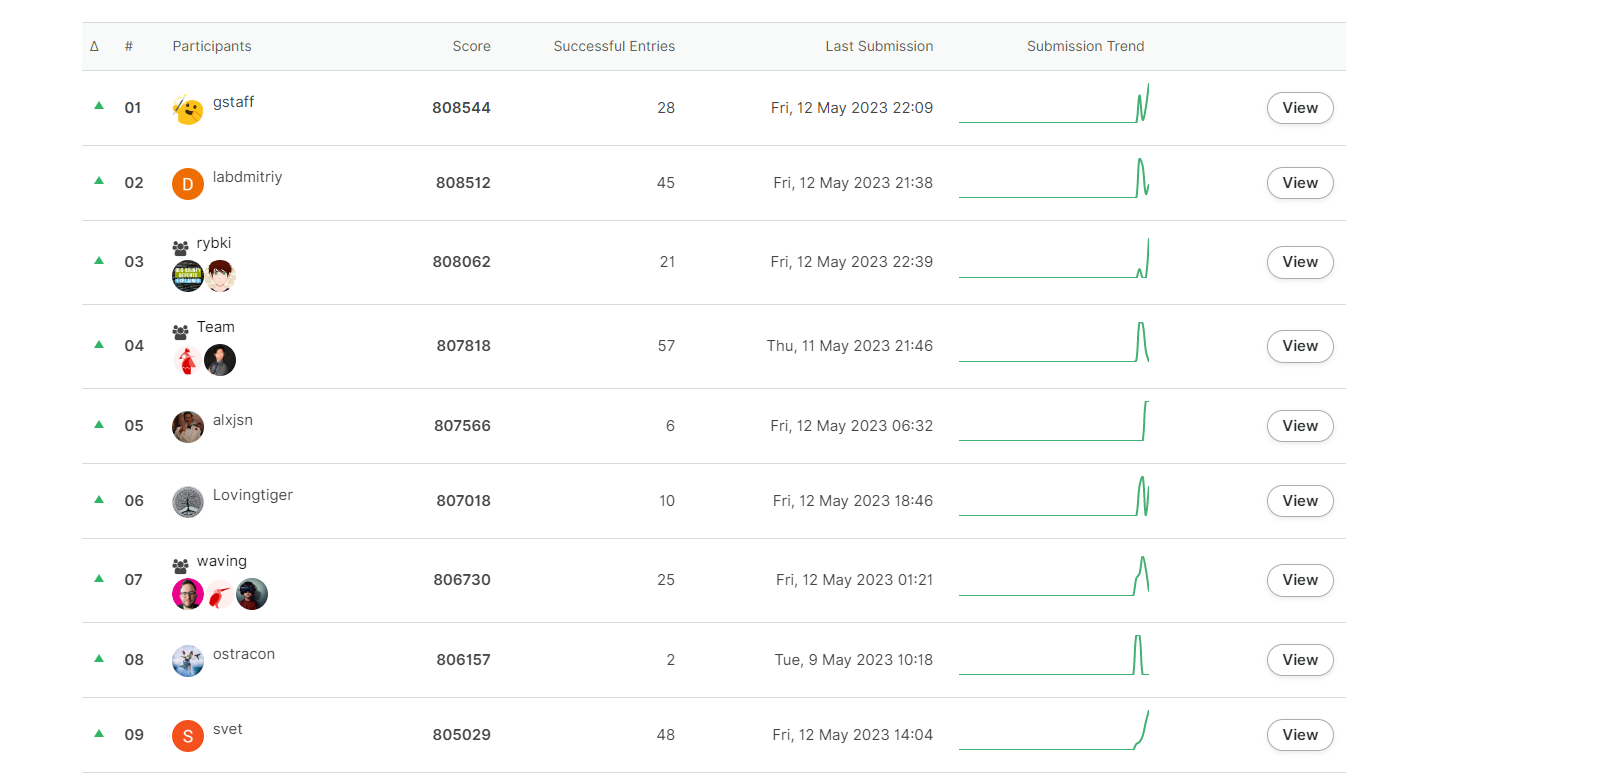 Δ # Participants Score Successful Entries Last Submission Submission Trend
01 gstaff 808544 28 Fri, 12 May 2023 22:09 View
02 D labdmitriy 808512 45 Fri, 12 May 2023 21:38 View
03 rybki 808062 21 Fri, 12 May 2023 22:39 View
04 Team 807818 57 Thu, 11 May 2023 21:46 View
05 alxjsn 807566 6 Fri, 12 May 2023 06:32 View
06 Lovingtiger 807018 10 Fri, 12 May 2023 18:46 View
07 waving 806730 25 Fri, 12 May 2023 01:21 View
08 ostracon 806157 2 Tue, 9 May 2023 10:18 View
09 S svet 805029 48 Fri, 12 May 2023 14:04 View